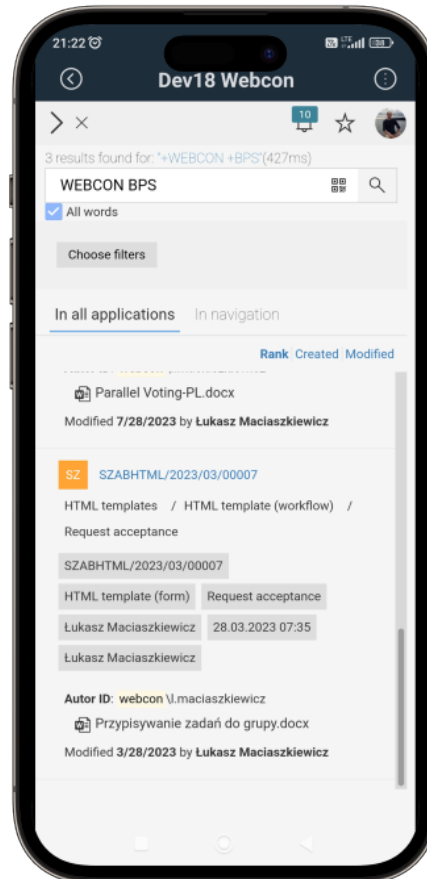 21:22
Dev18 Webcon
10
3 results found for: "+WEBCON +BPS"(427ms)
WEBCON BPS
All words
Choose filters
In all applications In navigation
Rank Created Modified
Parallel Voting-PL.docx
Modified 7/28/2023 by Łukasz Maciaszkiewicz
SZ SZABHTML/2023/03/00007
HTML templates / HTML template (workflow) /
Request acceptance
SZABHTML/2023/03/00007
HTML template (form) Request acceptance
Łukasz Maciaszkiewicz 28.03.2023 07:35
Łukasz Maciaszkiewicz
Autor ID: webcon \l.maciaszkiewicz
Przypisywanie zadań do grupy.docx
Modified 3/28/2023 by Łukasz Maciaszkiewicz